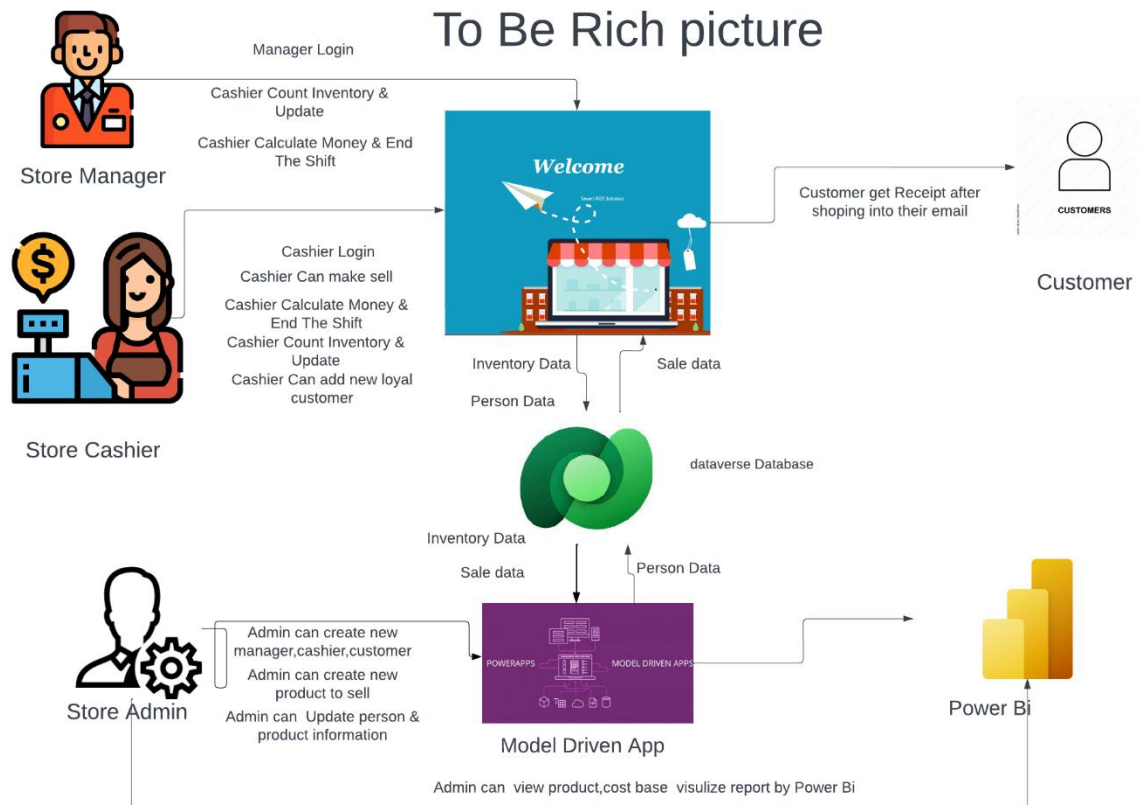 To Be Rich picture
Manager Login
Cashier Count Inventory &
Update
Cashier Calculate Money & End
The Shift
Store Manager
Welcome
Smart POS Solution
Customer get Receipt after
shoping into their email
CUSTOMERS
Customer
Cashier Login
Cashier Can make sell
Cashier Calculate Money &
End The Shift
Cashier Count Inventory &
Update
Cashier Can add new loyal
customer
Store Cashier
Inventory Data
Sale data
Person Data
dataverse Database
Inventory Data
Sale data
Person Data
Admin can create new
manager,cashier,customer
Admin can create new
product to sell
Admin can Update person &
product information
Store Admin
POWERAPPS
MODEL DRIVEN APPS
Model Driven App
Power Bi
Admin can view product,cost base visulize report by Power Bi